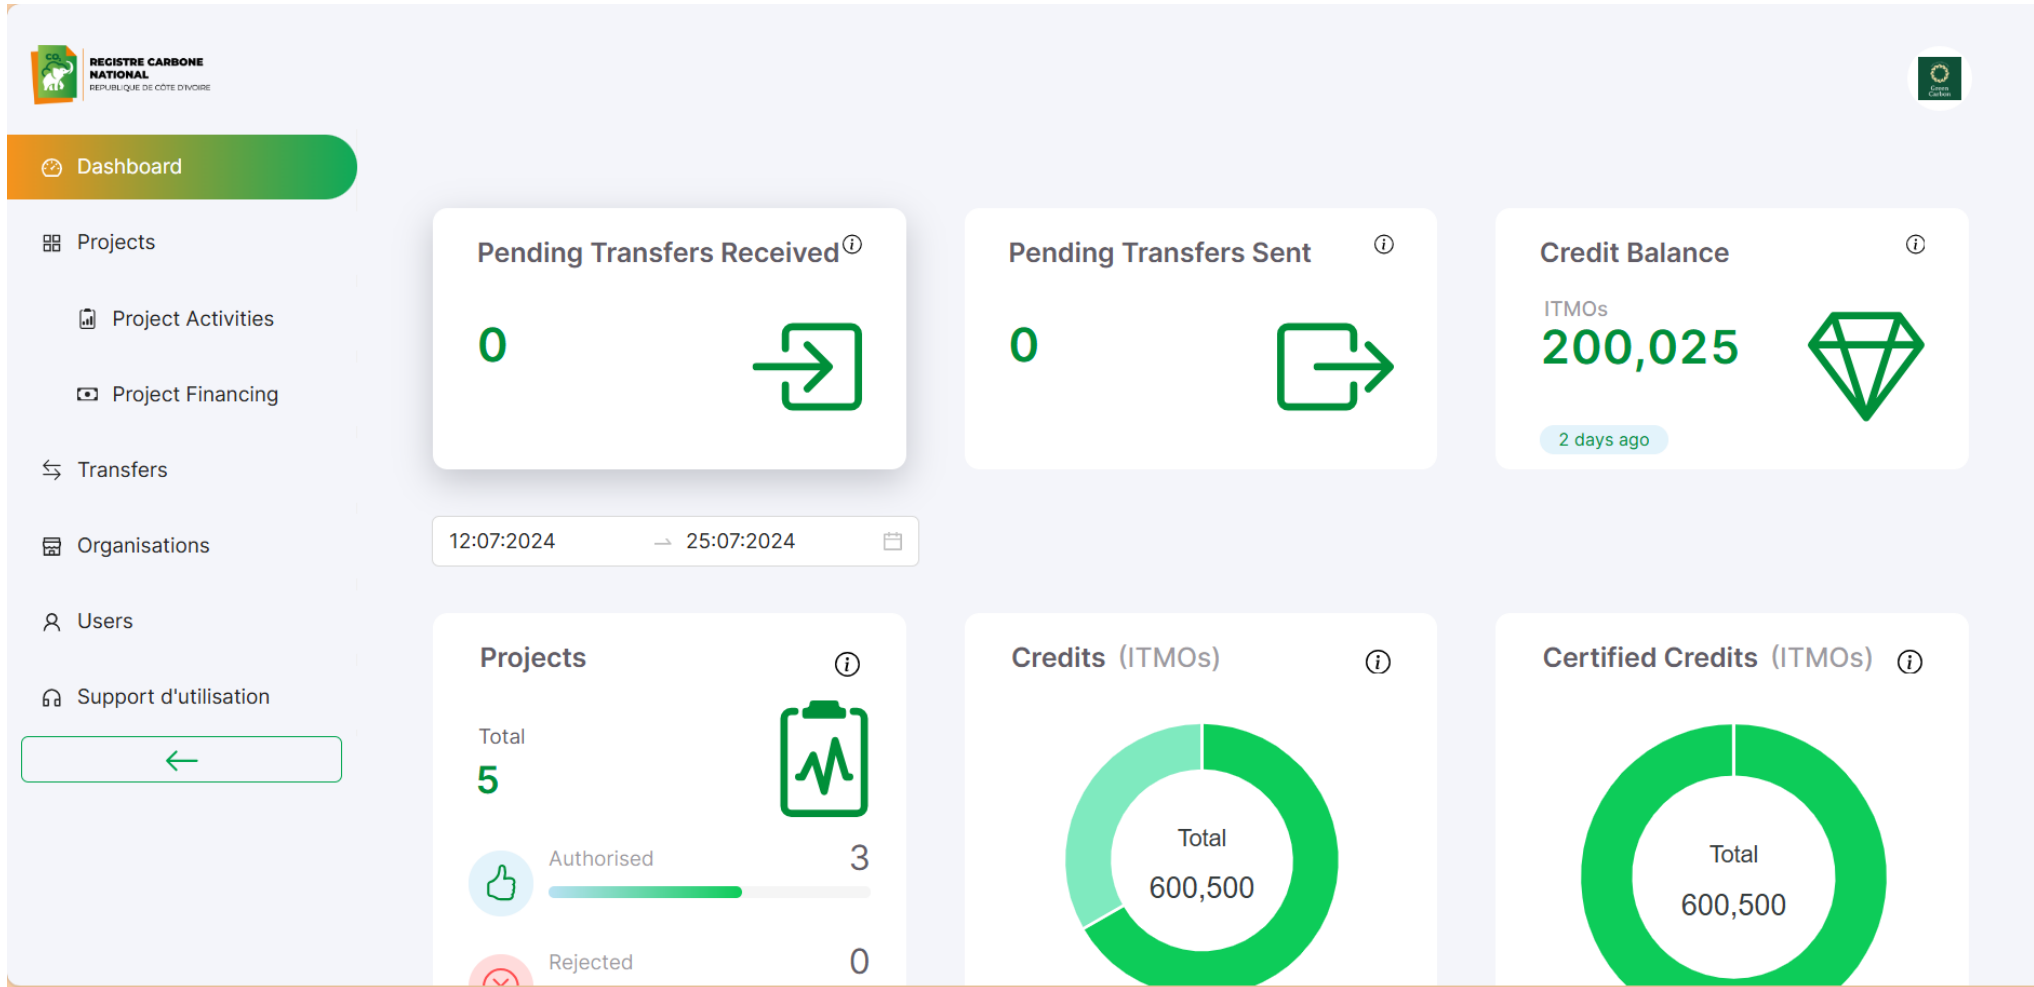 CO₂
REGISTRE CARBONE
NATIONAL
REPUBLIQUE DE CÔTE D'IVOIRE
Green
Carbon
Dashboard
Projects
Project Activities
Project Financing
Transfers
Organisations
Users
Support d'utilisation
Pending Transfers Received
0
Pending Transfers Sent
0
Credit Balance
ITMOs
200,025
2 days ago
12:07:2024 → 25:07:2024
Projects
Total
5
Authorised 3
Rejected 0
Credits (ITMOs)
Total
600,500
Certified Credits (ITMOs)
Total
600,500